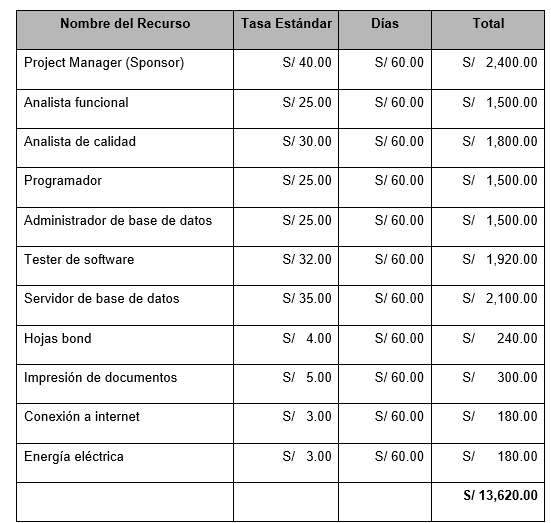 Nombre del Recurso Tasa Estándar Días Total
Project Manager (Sponsor) S/ 40.00 S/ 60.00 S/ 2,400.00
Analista funcional S/ 25.00 S/ 60.00 S/ 1,500.00
Analista de calidad S/ 30.00 S/ 60.00 S/ 1,800.00
Programador S/ 25.00 S/ 60.00 S/ 1,500.00
Administrador de base de datos S/ 25.00 S/ 60.00 S/ 1,500.00
Tester de software S/ 32.00 S/ 60.00 S/ 1,920.00
Servidor de base de datos S/ 35.00 S/ 60.00 S/ 2,100.00
Hojas bond S/ 4.00 S/ 60.00 S/ 240.00
Impresión de documentos S/ 5.00 S/ 60.00 S/ 300.00
Conexión a internet S/ 3.00 S/ 60.00 S/ 180.00
Energía eléctrica S/ 3.00 S/ 60.00 S/ 180.00
S/ 13,620.00